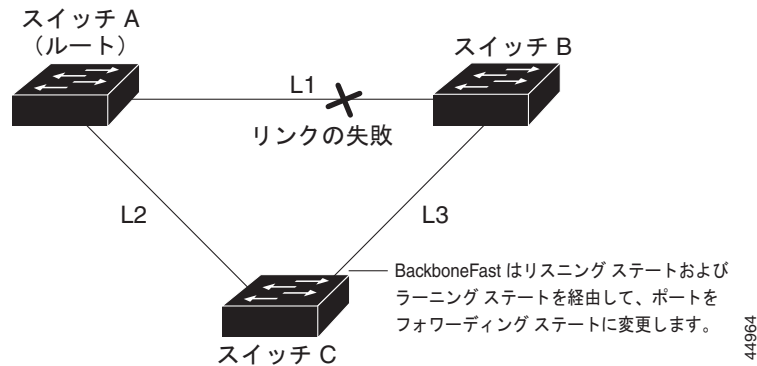 スイッチ A
（ルート）
スイッチ B
L1
リンクの失敗
L2
L3
BackboneFast はリスニング ステートおよび
ラーニング ステートを経由して、ポートを
フォワーディング ステートに変更します。
スイッチ C
44964